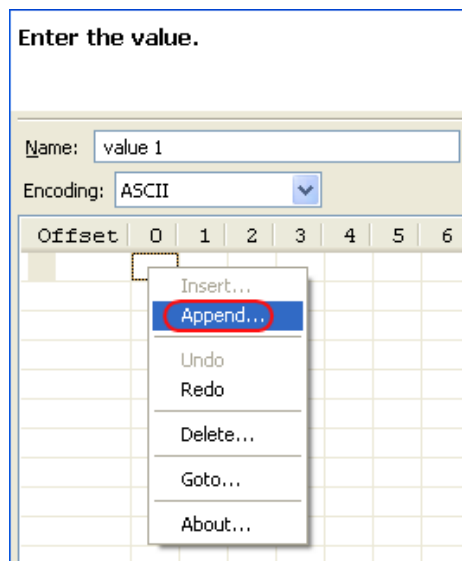 Enter the value.
Name: value 1
Encoding: ASCII
Offset 0 1 2 3 4 5 6
Insert...
Append...
Undo
Redo
Delete...
Goto...
About...